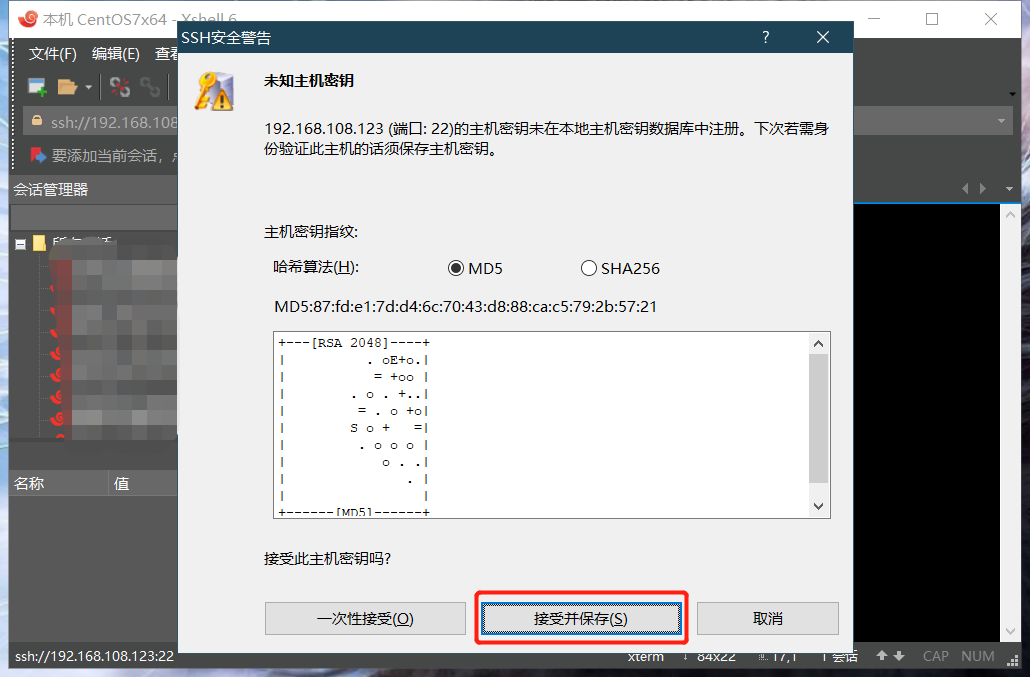 本机 CentOS7x64 - Xshell 6
SSH安全警告
?
文件(F) 编辑(E) 查看
未知主机密钥
ssh://192.168.108
192.168.108.123 (端口: 22)的主机密钥未在本地主机密钥数据库中注册。下次若需身
份验证此主机的话须保存主机密钥。
要添加当前会话，
会话管理器
主机密钥指纹:
哈希算法(H):
MD5
SHA256
MD5:87:fd:e1:7d:d4:6c:70:43:d8:88:ca:c5:79:2b:57:21
+---[RSA 2048]----+
|          . oE+o.|
|           = +oo |
|        . o . +..|
|         = . o +o|
|        S o +   =|
|         . o o o |
|            o . .|
|               . |
|                 |
+------[MD5]------+
名称 值
接受此主机密钥吗?
一次性接受(O)
接受并保存(S)
取消
ssh://192.168.108.123:22
xterm
84x22
17,1
1 会话
CAP NUM